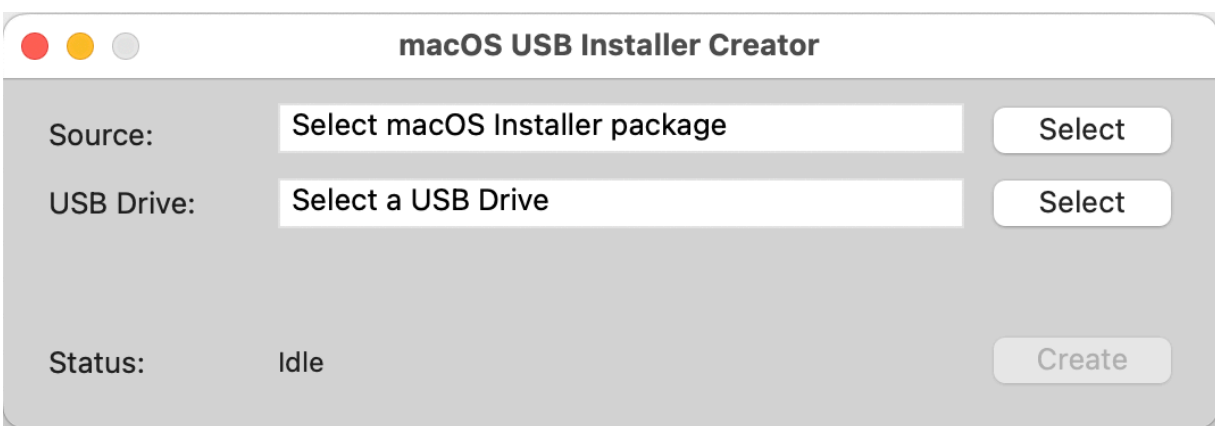 macOS USB Installer Creator
Source: Select macOS Installer package Select
USB Drive: Select a USB Drive Select
Status: Idle Create